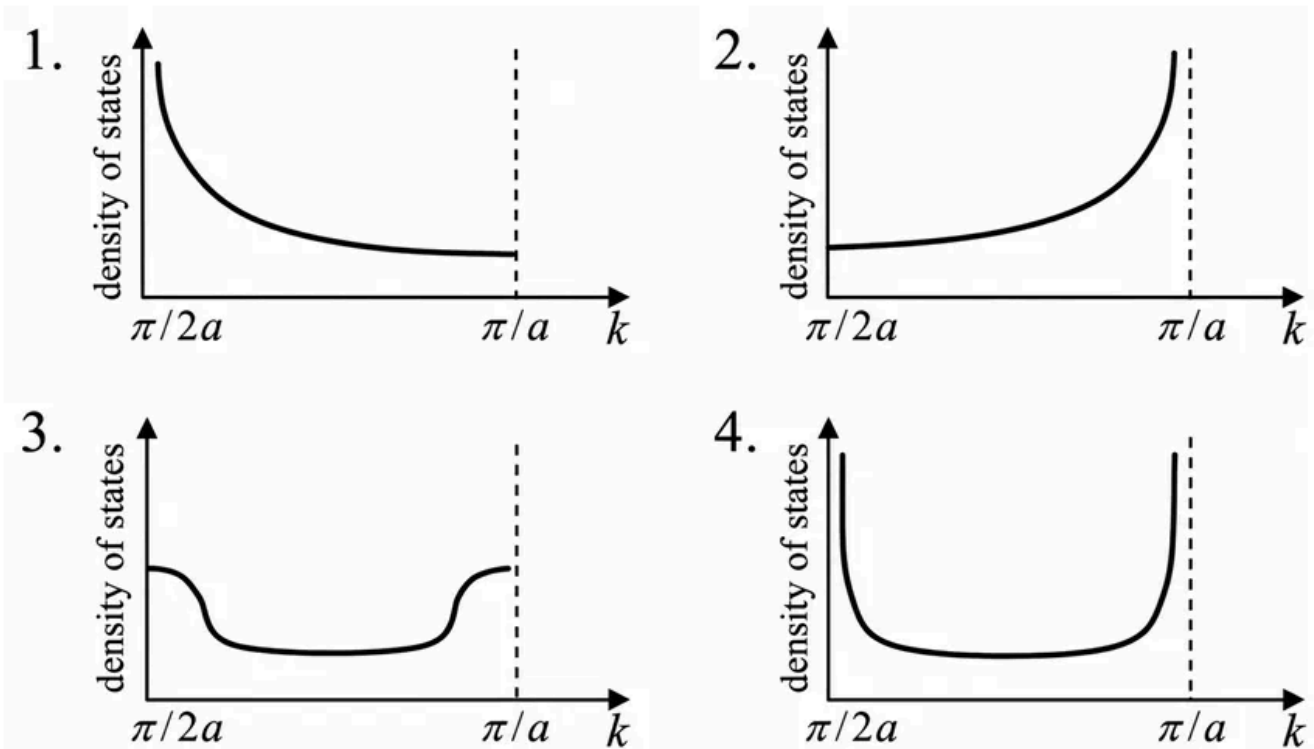 1.
density of states
π/2a
π/a
k
2.
density of states
π/2a
π/a
k
3.
density of states
π/2a
π/a
k
4.
density of states
π/2a
π/a
k